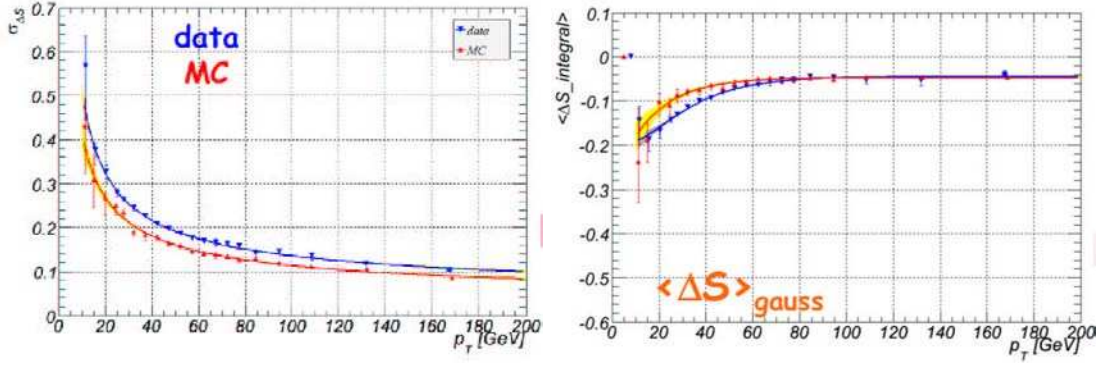 σΔS
0.7
0.6
0.5
0.4
0.3
0.2
0.1
0
data
MC
data
MC
0 20 40 60 80 100 120 140 160 180 200
pT [GeV]
<ΔS_integral>
0.1
0
-0.1
-0.2
-0.3
-0.4
-0.5
-0.6
<ΔS>gauss
0 20 40 60 80 100 120 140 160 180 200
pT [GeV]